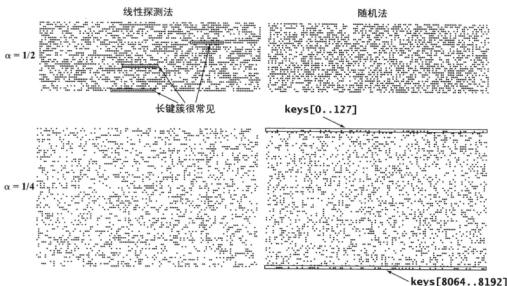 线性探测法
随机法
α = 1/2
长键簇很常见
keys[0..127]
α = 1/4
keys[8064..8192]